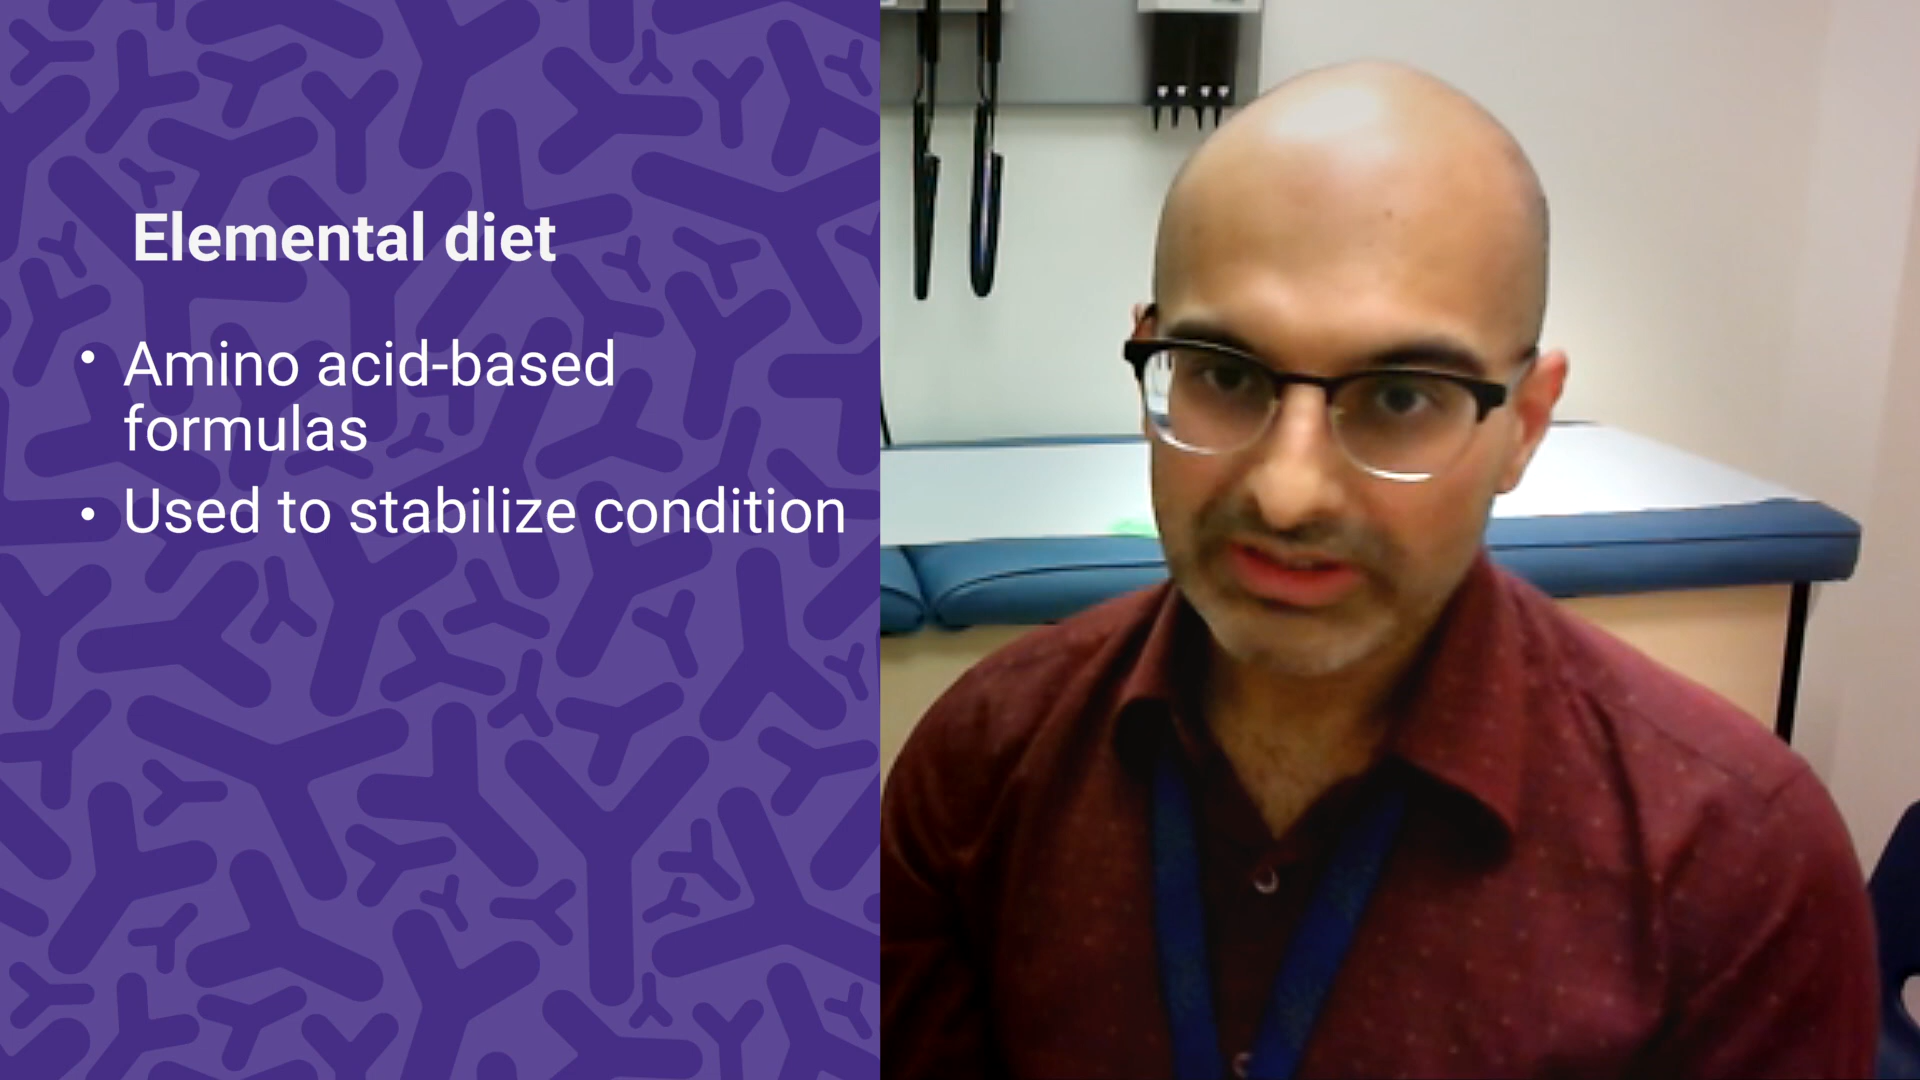 Elemental diet
• Amino acid-based
formulas
• Used to stabilize condition